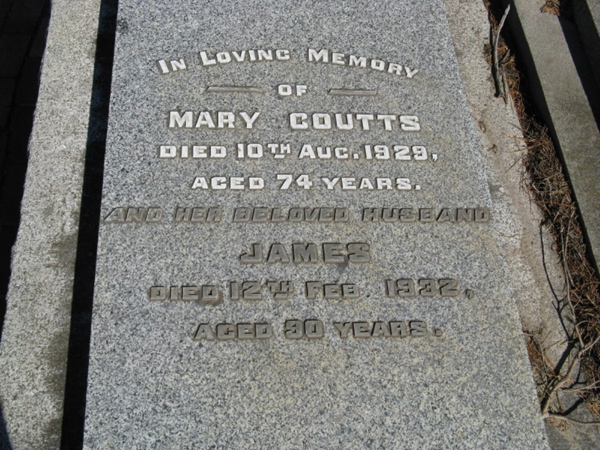 In Loving Memory
OF
MARY COUTTS
DIED 10TH AUG. 1929,
AGED 74 YEARS.
AND HER BELOVED HUSBAND
JAMES
DIED 12TH FEB. 1932,
AGED 90 YEARS.